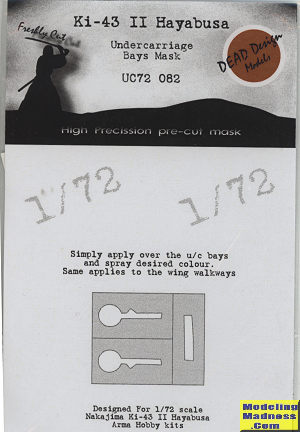 Ki-43 II Hayabusa
Freshly Cut
Undercarriage
Bays Mask
UC72 082
DEAD Design
Models
High Precission pre-cut mask
1/72
1/72
Simply apply over the u/c bays
and spray desired colour.
Same applies to the wing walkways
Designed For 1/72 scale
Nakajima Ki-43 II Hayabusa
Arma Hobby kits
Modeling
Madness
.Com